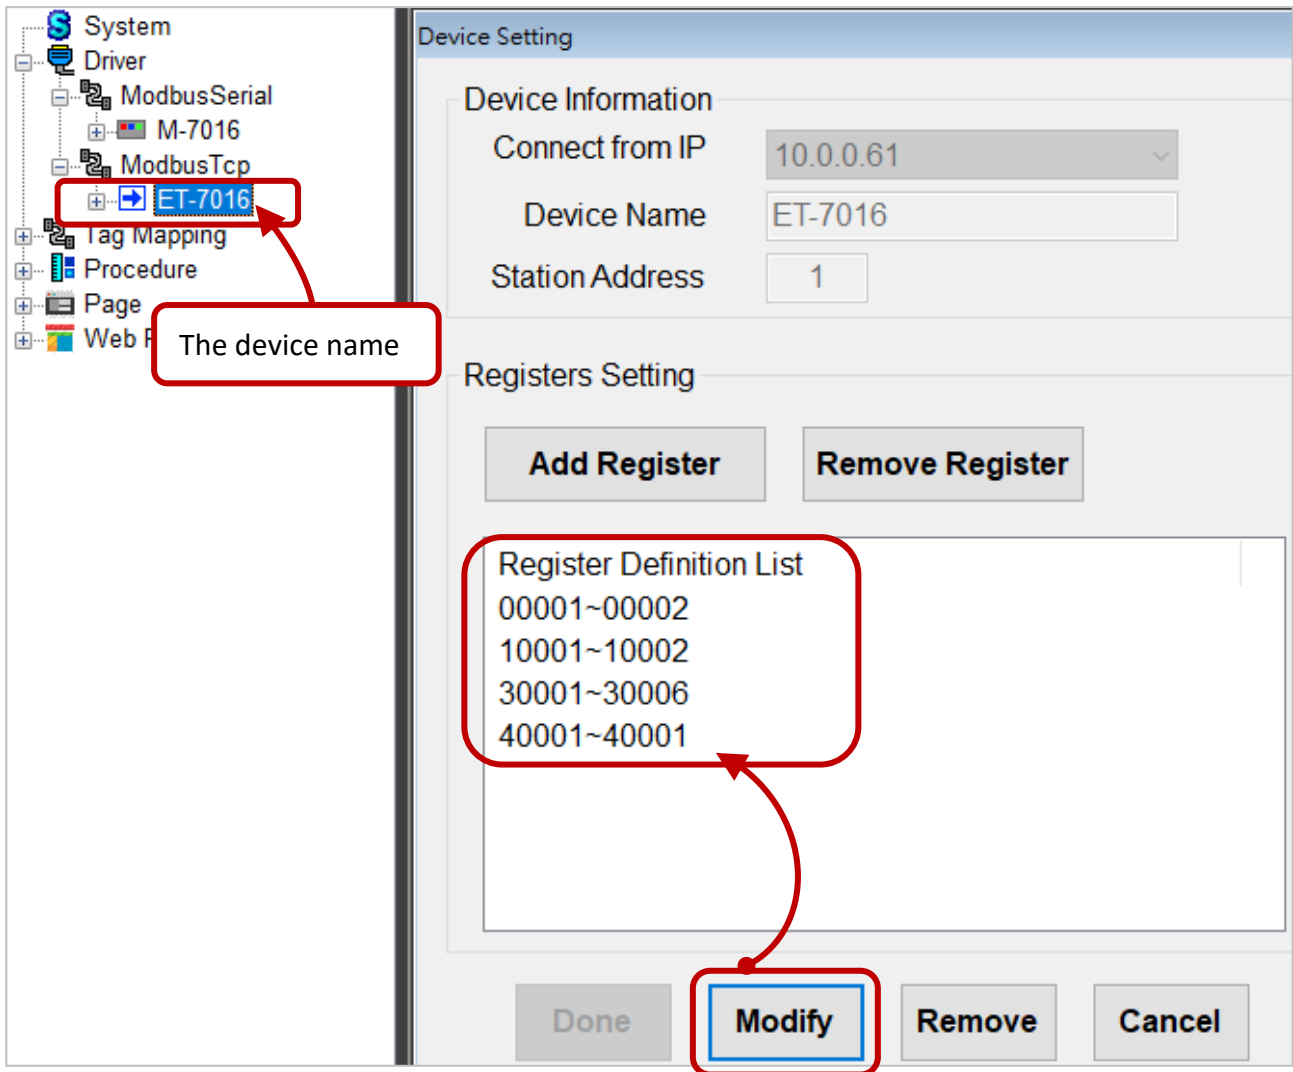 System
Driver
ModbusSerial
M-7016
ModbusTcp
ET-7016
Tag Mapping
Procedure
Page
Web
The device name
Device Setting
Device Information
Connect from IP
10.0.0.61
Device Name
ET-7016
Station Address
1
Registers Setting
Add Register
Remove Register
Register Definition List
00001~00002
10001~10002
30001~30006
40001~40001
Done
Modify
Remove
Cancel